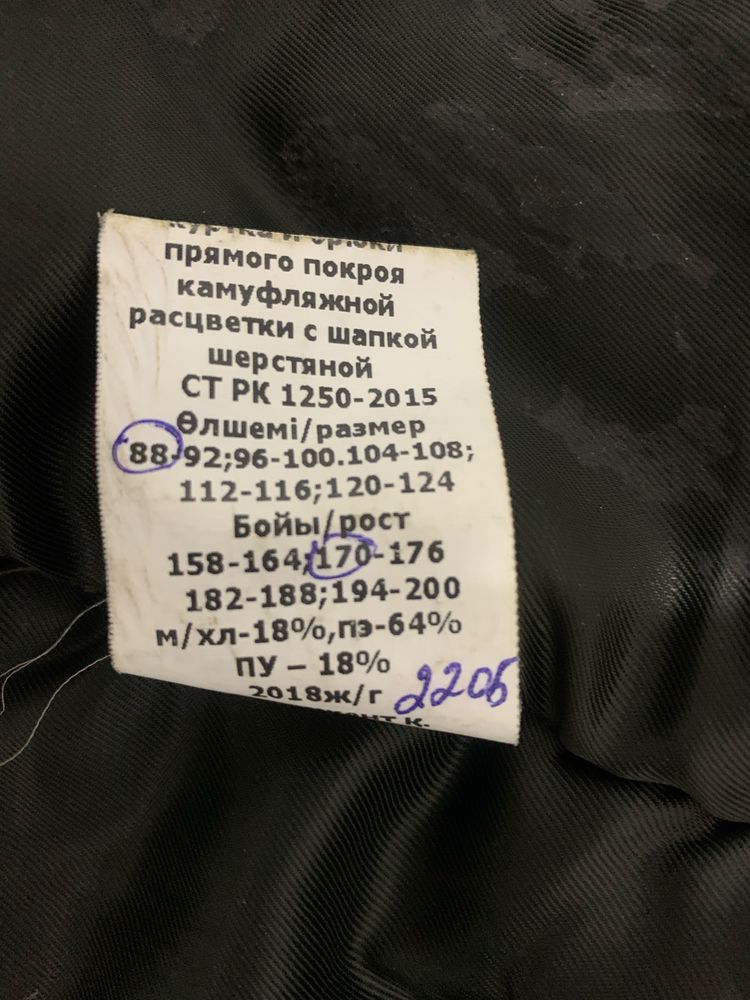 куртка и брюки
прямого покроя
камуфляжной
расцветки с шапкой
шерстяной
СТ РК 1250-2015
Өлшемі/размер
88-92;96-100.104-108;
112-116;120-124
Бойы/рост
158-164;170-176
182-188;194-200
м/хл-18%,пэ-64%
ПУ – 18%
2018ж/г